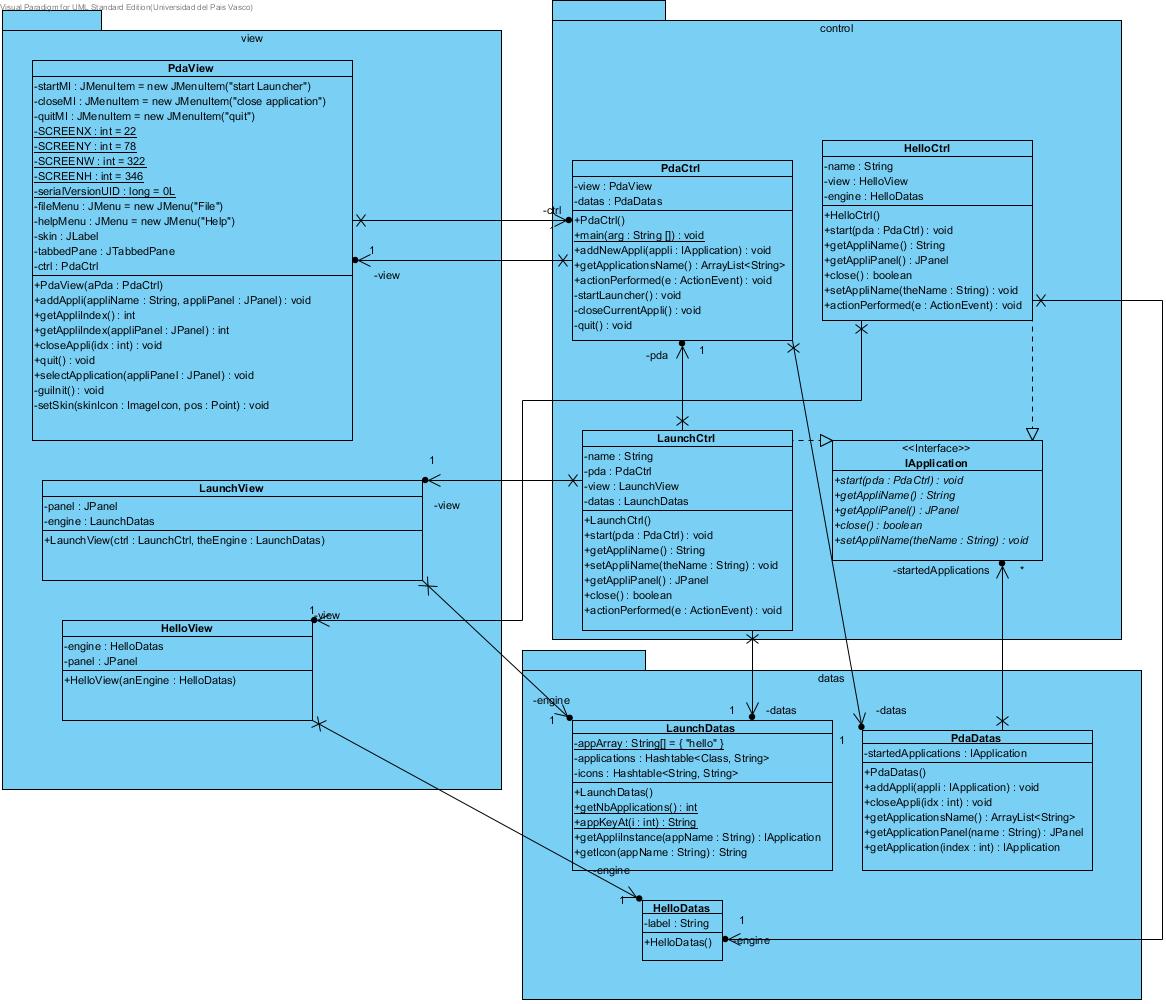 Visual Paradigm for UML Standard Edition(Universidad del Pais Vasco)
view
PdaView
-startMI : JMenuItem = new JMenuItem("start Launcher")
-closeMI : JMenuItem = new JMenuItem("close application")
-quitMI : JMenuItem = new JMenuItem("quit")
-SCREENX : int = 22
-SCREENY : int = 78
-SCREENW : int = 322
-SCREENH : int = 346
-serialVersionUID : long = 0L
-fileMenu : JMenu = new JMenu("File")
-helpMenu : JMenu = new JMenu("Help")
-skin : JLabel
-tabbedPane : JTabbedPane
-ctrl : PdaCtrl
+PdaView(aPda : PdaCtrl)
+addAppli(appliName : String, appliPanel : JPanel) : void
+getAppliIndex() : int
+getAppliIndex(appliPanel : JPanel) : int
+closeAppli(idx : int) : void
+quit() : void
+selectApplication(appliPanel : JPanel) : void
-guiInit() : void
-setSkin(skinIcon : ImageIcon, pos : Point) : void
-ctrl
1
-view
1
-view
LaunchView
-panel : JPanel
-engine : LaunchDatas
+LaunchView(ctrl : LaunchCtrl, theEngine : LaunchDatas)
1
-view
HelloView
-engine : HelloDatas
-panel : JPanel
+HelloView(anEngine : HelloDatas)
control
PdaCtrl
-view : PdaView
-datas : PdaDatas
+PdaCtrl()
+main(arg : String []) : void
+addNewAppli(appli : IApplication) : void
+getApplicationsName() : ArrayList<String>
+actionPerformed(e : ActionEvent) : void
-startLauncher() : void
-closeCurrentAppli() : void
-quit() : void
HelloCtrl
-name : String
-view : HelloView
-engine : HelloDatas
+HelloCtrl()
+start(pda : PdaCtrl) : void
+getAppliName() : String
+getAppliPanel() : JPanel
+close() : boolean
+setAppliName(theName : String) : void
+actionPerformed(e : ActionEvent) : void
-pda
1
LaunchCtrl
-name : String
-pda : PdaCtrl
-view : LaunchView
-datas : LaunchDatas
+LaunchCtrl()
+start(pda : PdaCtrl) : void
+getAppliName() : String
+setAppliName(theName : String) : void
+getAppliPanel() : JPanel
+close() : boolean
+actionPerformed(e : ActionEvent) : void
<<Interface>>
IApplication
+start(pda : PdaCtrl) : void
+getAppliName() : String
+getAppliPanel() : JPanel
+close() : boolean
+setAppliName(theName : String) : void
-startedApplications
*
datas
-engine
1
1
-datas
1
-datas
LaunchDatas
-appArray : String[] = { "hello" }
-applications : Hashtable<Class, String>
-icons : Hashtable<String, String>
+LaunchDatas()
+getNbApplications() : int
+appKeyAt(i : int) : String
+getAppliInstance(appName : String) : IApplication
+getIcon(appName : String) : String
PdaDatas
-startedApplications : IApplication
+PdaDatas()
+addAppli(appli : IApplication) : void
+closeAppli(idx : int) : void
+getApplicationsName() : ArrayList<String>
+getApplicationPanel(name : String) : JPanel
+getApplication(index : int) : IApplication
-engine
1
HelloDatas
-label : String
+HelloDatas()
1
-engine